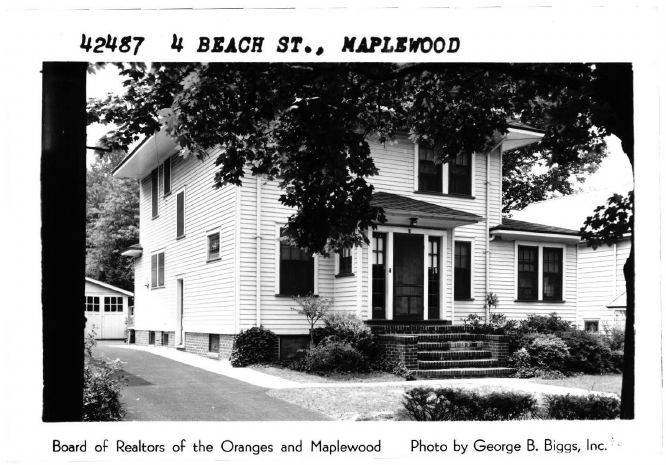 42487 4 BEACH ST., MAPLEWOOD
Board of Realtors of the Oranges and Maplewood Photo by George B. Biggs, Inc.